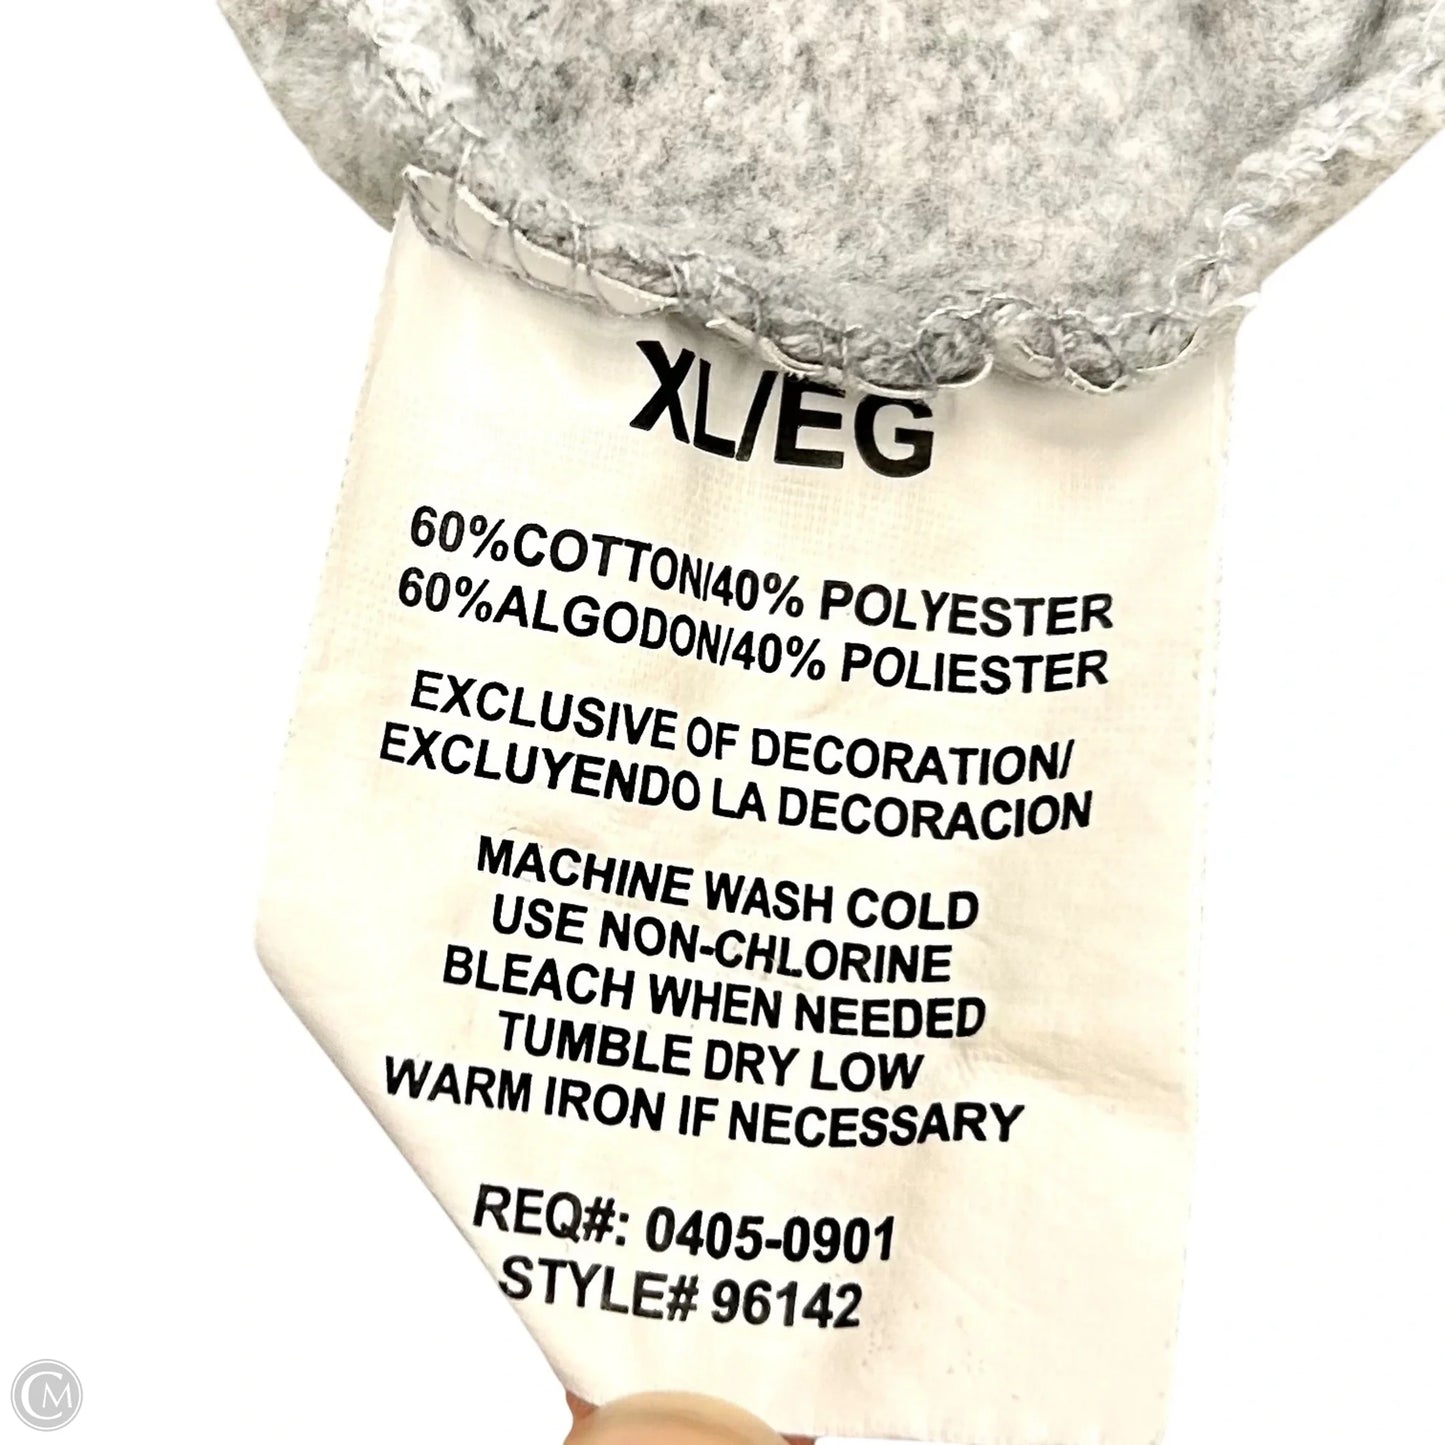 XL/EG
60%COTTON/40% POLYESTER
60%ALGODON/40% POLIESTER
EXCLUSIVE OF DECORATION/
EXCLUYENDO LA DECORACION
MACHINE WASH COLD
USE NON-CHLORINE
BLEACH WHEN NEEDED
TUMBLE DRY LOW
WARM IRON IF NECESSARY
REQ#: 0405-0901
STYLE# 96142
CM